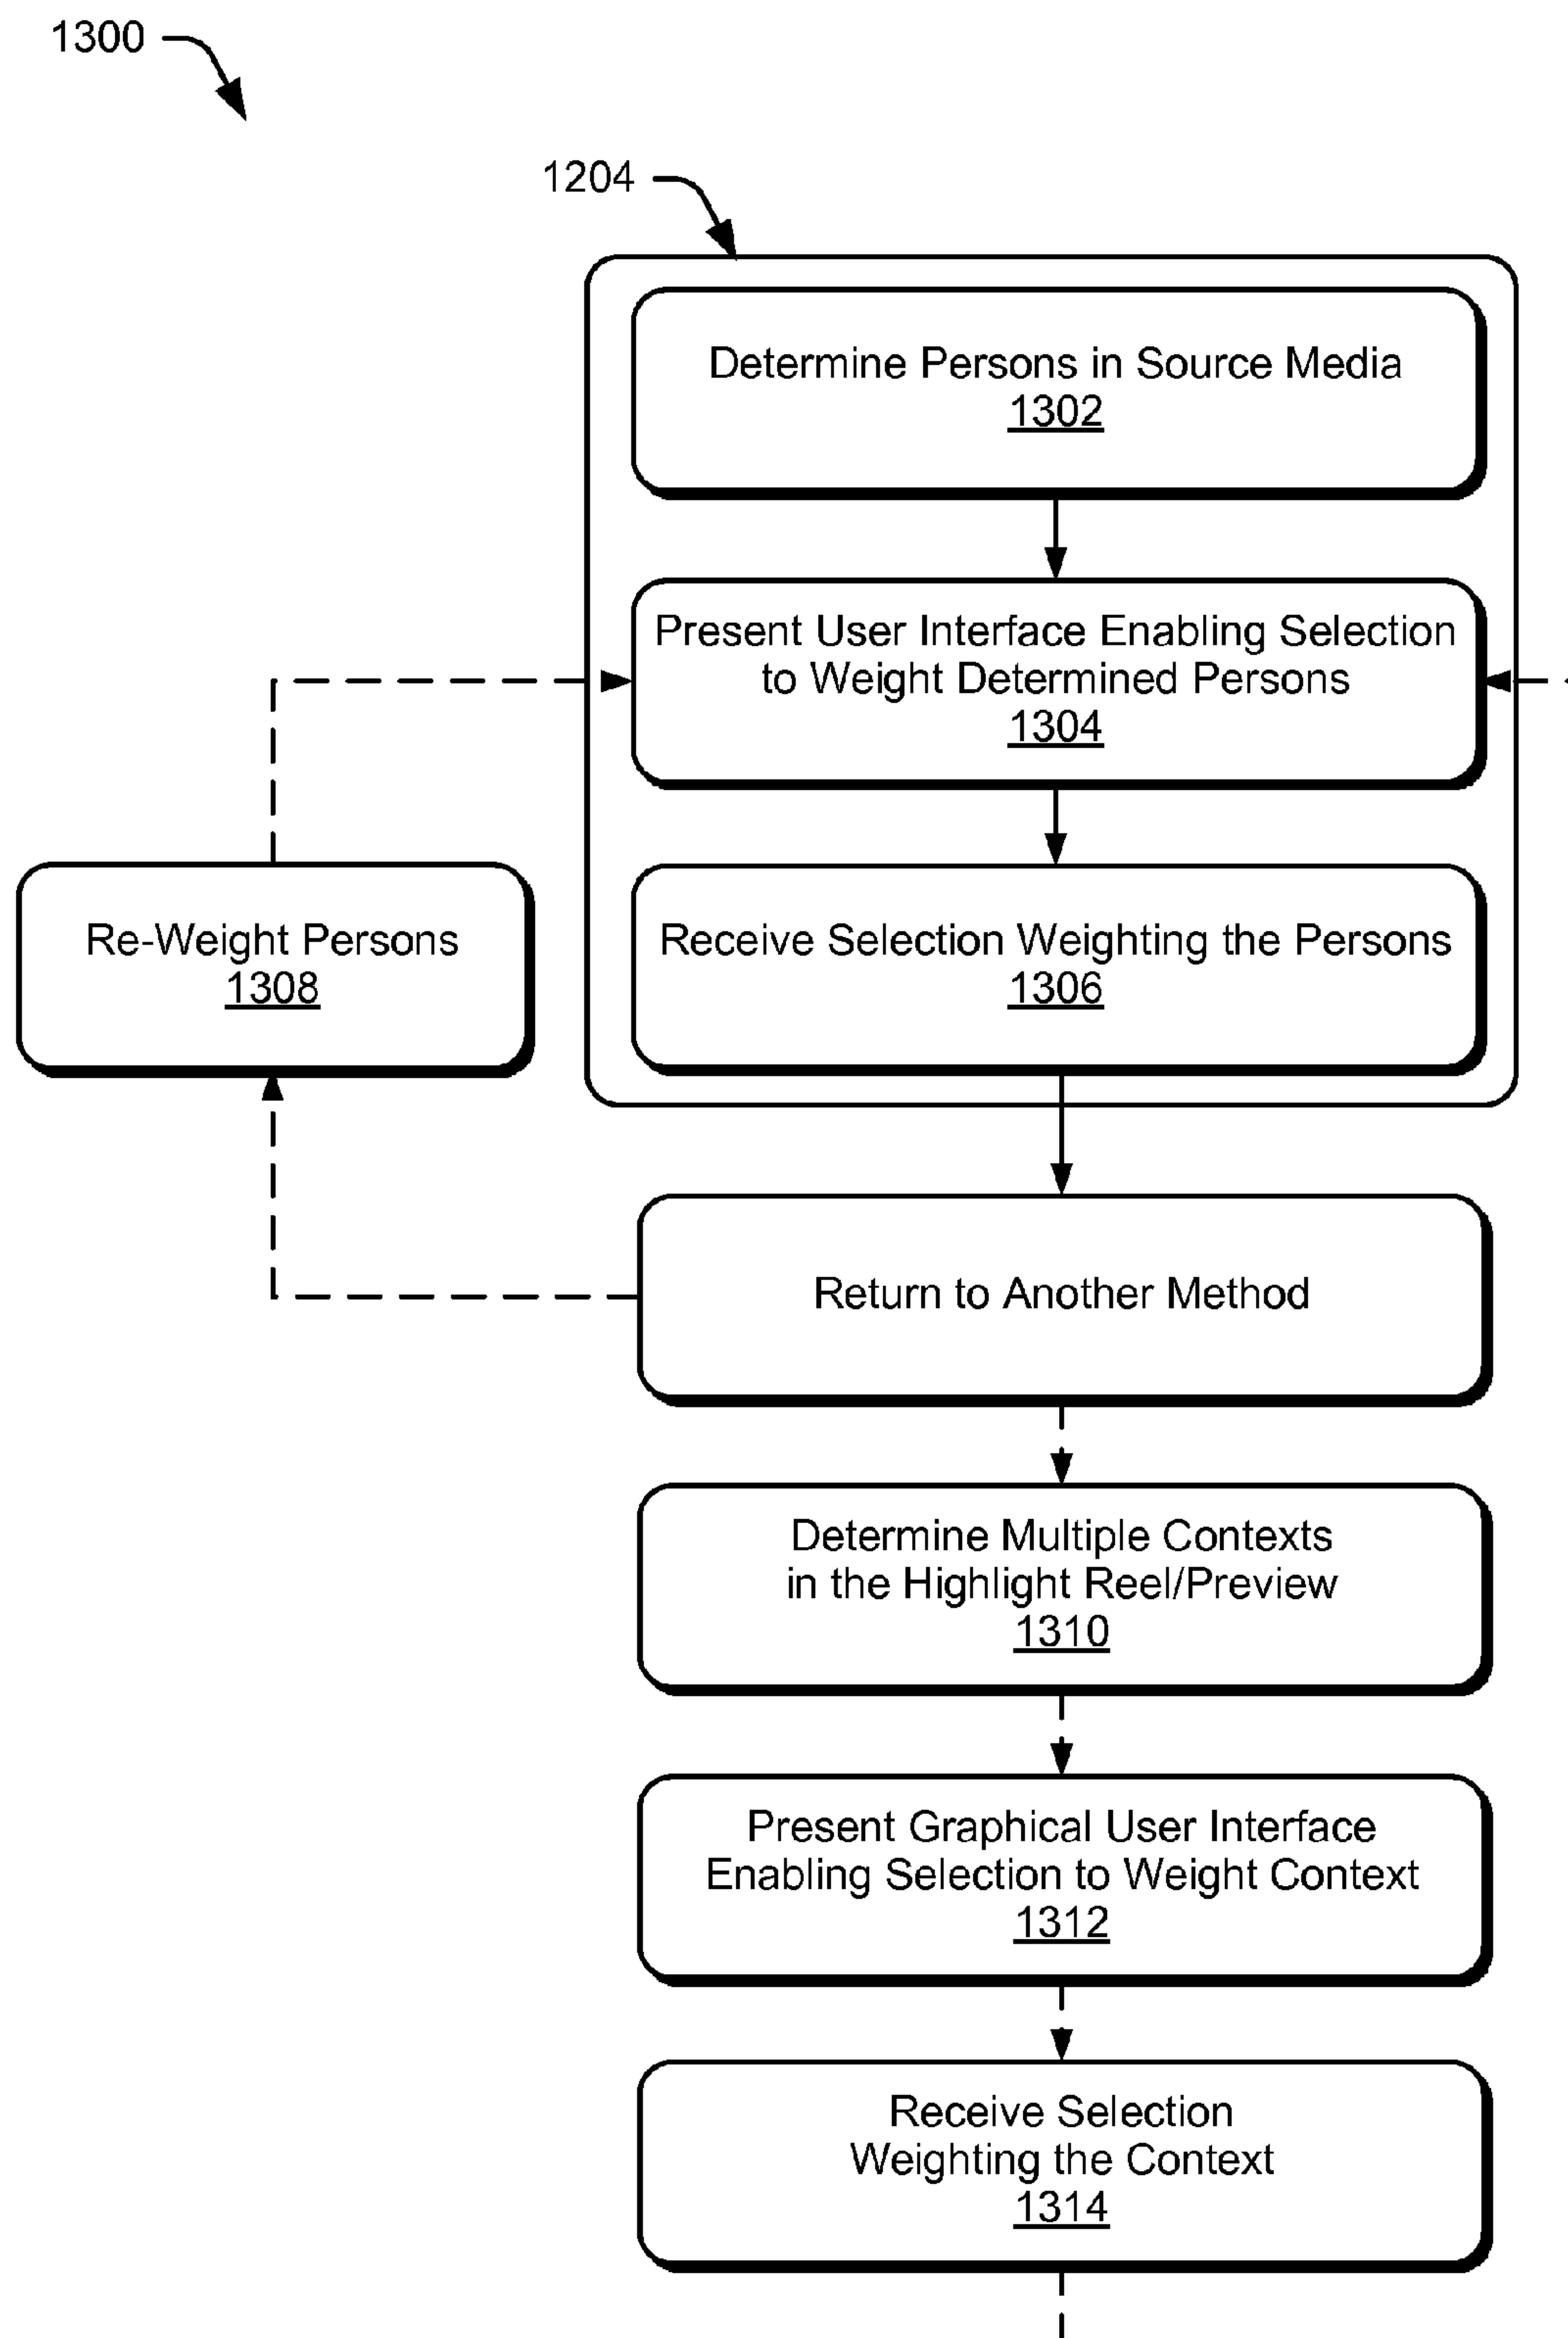 1300
1204
Determine Persons in Source Media
1302
Present User Interface Enabling Selection
to Weight Determined Persons
1304
Re-Weight Persons
1308
Receive Selection Weighting the Persons
1306
Return to Another Method
Determine Multiple Contexts
in the Highlight Reel/Preview
1310
Present Graphical User Interface
Enabling Selection to Weight Context
1312
Receive Selection
Weighting the Context
1314